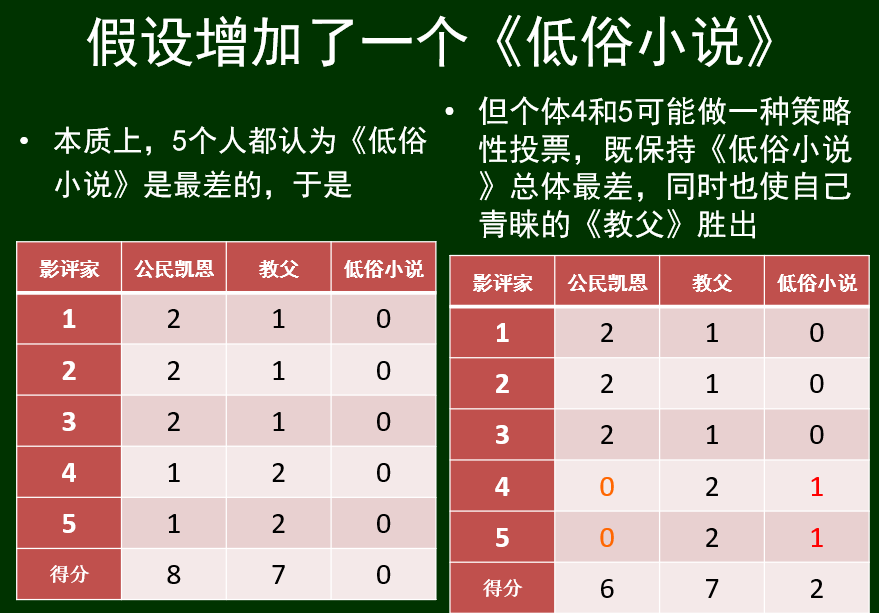 假设增加了一个《低俗小说》
• 本质上，5个人都认为《低俗
小说》是最差的，于是
影评家 公民凯恩 教父 低俗小说
1 2 1 0
2 2 1 0
3 2 1 0
4 1 2 0
5 1 2 0
得分 8 7 0
• 但个体4和5可能做一种策略
性投票，既保持《低俗小说
》总体最差，同时也使自己
青睐的《教父》胜出
影评家 公民凯恩 教父 低俗小说
1 2 1 0
2 2 1 0
3 2 1 0
4 0 2 1
5 0 2 1
得分 6 7 2